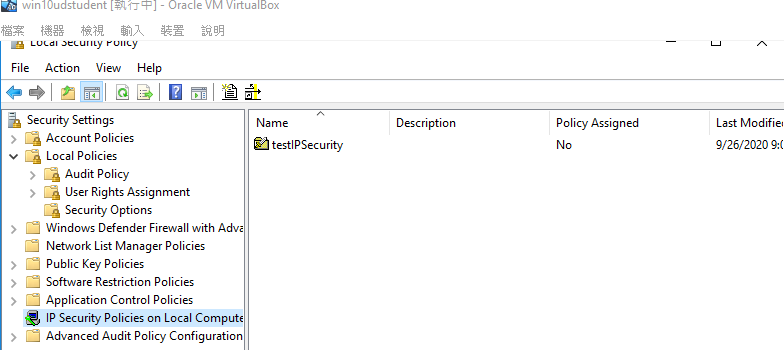 win10udstudent [執行中] - Oracle VM VirtualBox
檔案 機器 檢視 輸入 裝置 說明
Local Security Policy
File Action View Help
Security Settings
Account Policies
Local Policies
Audit Policy
User Rights Assignment
Security Options
Windows Defender Firewall with Adva
Network List Manager Policies
Public Key Policies
Software Restriction Policies
Application Control Policies
IP Security Policies on Local Compute
Advanced Audit Policy Configuration
Name Description Policy Assigned Last Modifie
testIPSecurity No 9/26/2020 9:0